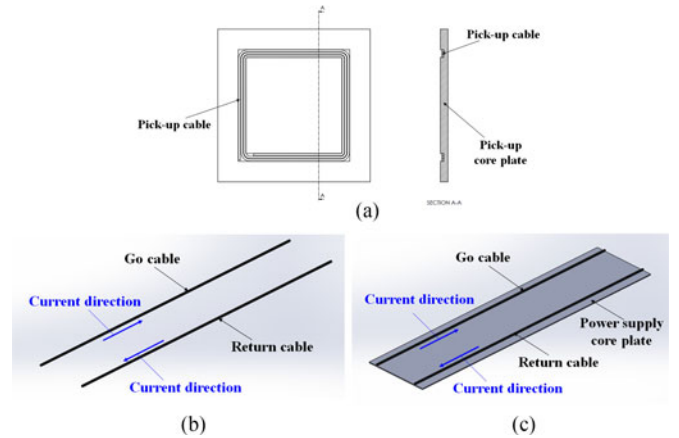 A
Pick-up cable
Pick-up cable
Pick-up
core plate
A
SECTION A-A
(a)
Go cable
Current direction
Return cable
Current direction
(b)
Go cable
Current direction
Power supply
core plate
Return cable
Current direction
(c)